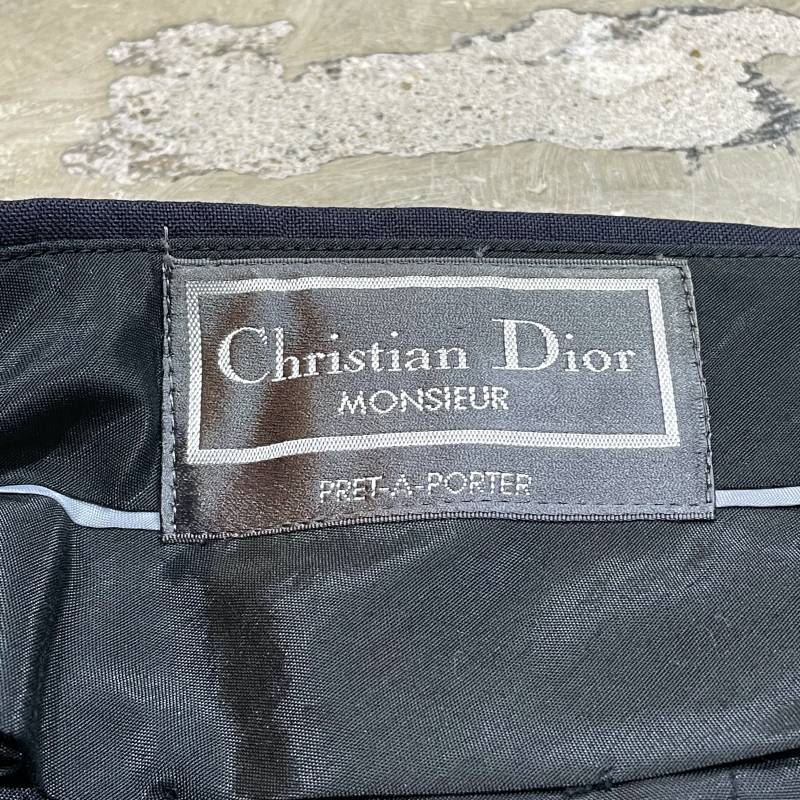 Christian Dior
MONSIEUR
PRET-A-PORTER